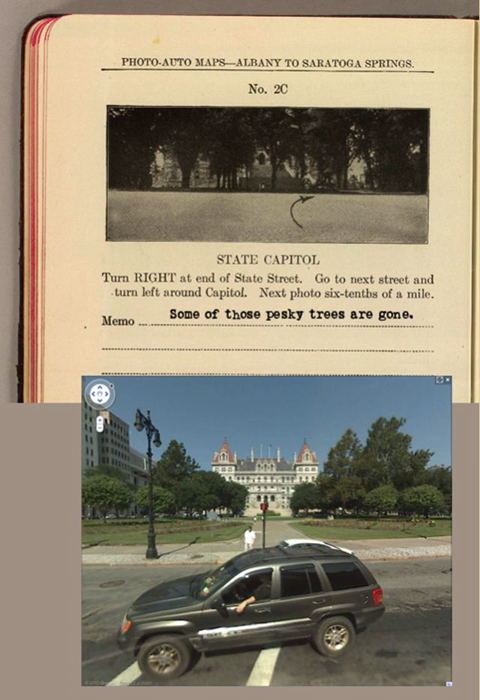 PHOTO-AUTO MAPS—ALBANY TO SARATOGA SPRINGS.
No. 2C
STATE CAPITOL
Turn RIGHT at end of State Street. Go to next street and
turn left around Capitol. Next photo six-tenths of a mile.
Memo Some of those pesky trees are gone.